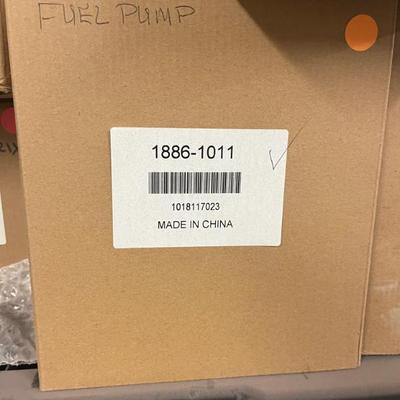 FUEL PUMP
1886-1011
1018117023
MADE IN CHINA